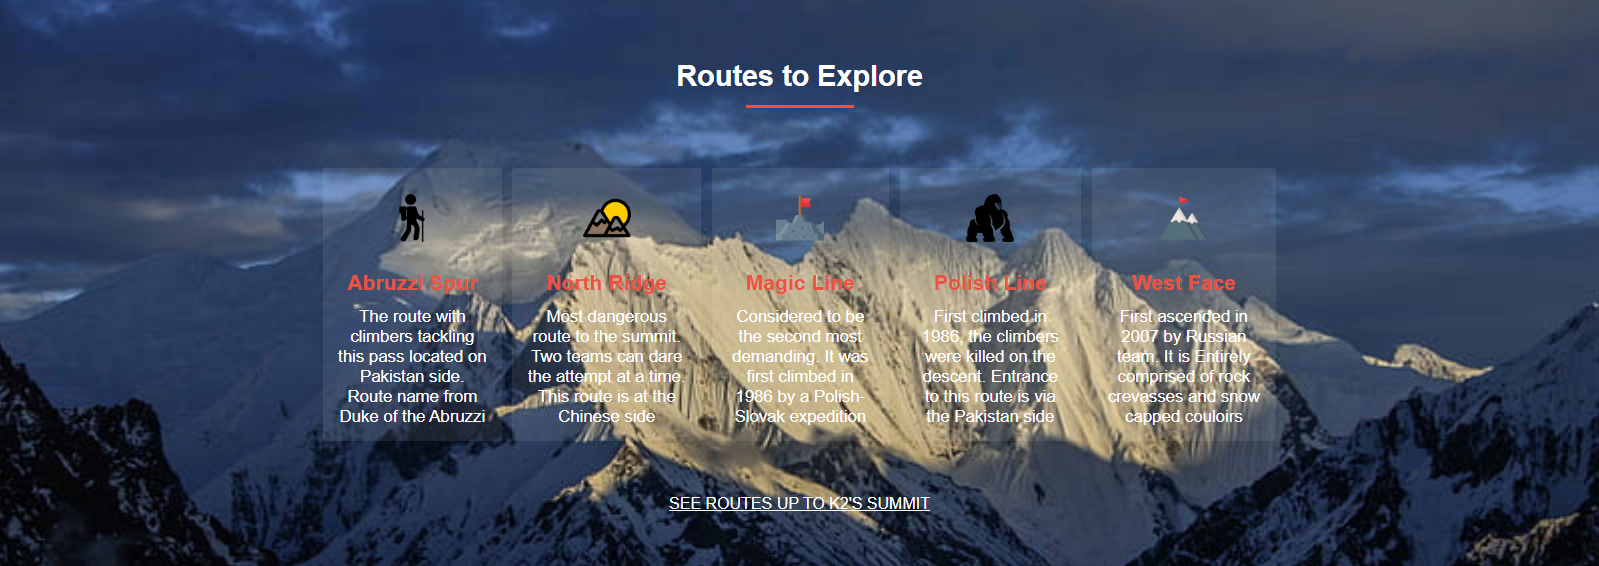 Routes to Explore
Abruzzi Spur
The route with
climbers tackling
this pass located on
Pakistan side.
Route name from
Duke of the Abruzzi
North Ridge
Most dangerous
route to the summit.
Two teams can dare
the attempt at a time.
This route is at the
Chinese side
Magic Line
Considered to be
the second most
demanding. It was
first climbed in
1986 by a Polish-
Slovak expedition
Polish Line
First climbed in
1986, the climbers
were killed on the
descent. Entrance
to this route is via
the Pakistan side
West Face
First ascended in
2007 by Russian
team. It is Entirely
comprised of rock
crevasses and snow
capped couloirs
SEE ROUTES UP TO K2'S SUMMIT